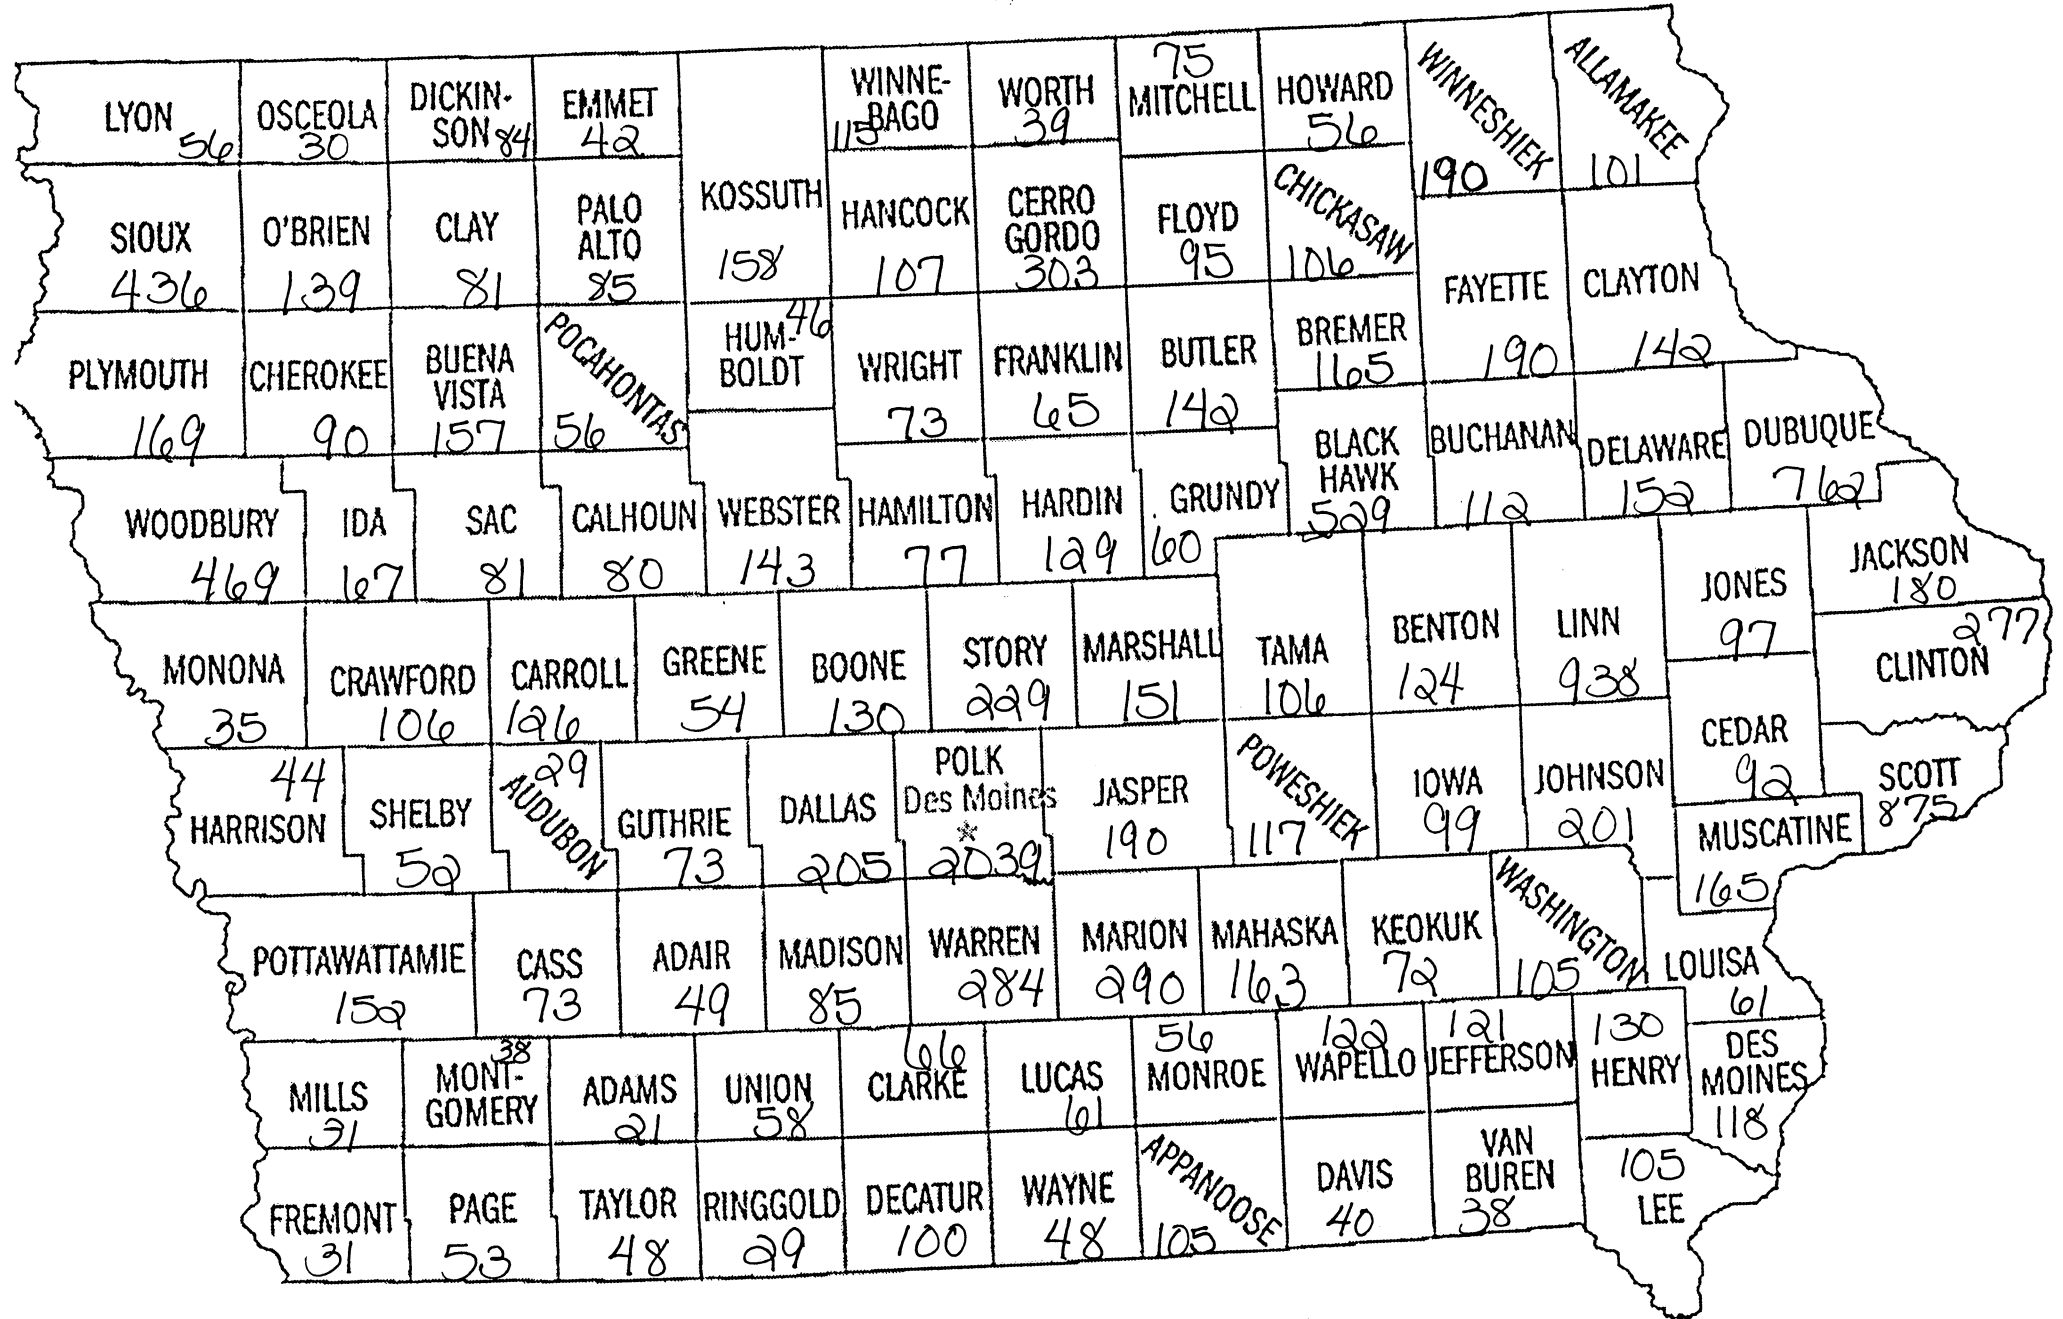 LYON
56
OSCEOLA
30
DICKIN-
SON 84
EMMET
42
KOSSUTH
158
WINNE-
BAGO
115
WORTH
39
75
MITCHELL
HOWARD
56
WINNESHIEK
190
ALLAMAKEE
101
SIOUX
436
O'BRIEN
139
CLAY
81
PALO
ALTO
85
HANCOCK
107
CERRO
GORDO
303
FLOYD
95
CHICKASAW
106
FAYETTE
190
CLAYTON
142
PLYMOUTH
169
CHEROKEE
90
BUENA
VISTA
157
POCAHONTAS
56
46
HUM-
BOLDT
WRIGHT
73
FRANKLIN
65
BUTLER
142
BREMER
165
WOODBURY
469
IDA
67
SAC
81
CALHOUN
80
WEBSTER
143
HAMILTON
77
HARDIN
129
GRUNDY
60
BLACK
HAWK
529
BUCHANAN
112
DELAWARE
152
DUBUQUE
762
MONONA
35
CRAWFORD
106
CARROLL
126
GREENE
54
BOONE
130
STORY
229
MARSHALL
151
TAMA
106
BENTON
124
LINN
938
JONES
97
JACKSON
180
277
CLINTON
44
HARRISON
SHELBY
52
29
AUDUBON
GUTHRIE
73
DALLAS
205
POLK
Des Moines
2039
JASPER
190
POWESHIEK
117
IOWA
99
JOHNSON
201
CEDAR
92
SCOTT
875
MUSCATINE
165
POTTAWATTAMIE
152
CASS
73
ADAIR
49
MADISON
85
WARREN
284
MARION
290
MAHASKA
163
KEOKUK
72
WASHINGTON
105
LOUISA
61
MILLS
31
38
MONT-
GOMERY
ADAMS
21
UNION
58
66
CLARKE
LUCAS
61
56
MONROE
122
WAPELLO
121
JEFFERSON
130
HENRY
DES
MOINES
118
FREMONT
31
PAGE
53
TAYLOR
48
RINGGOLD
29
DECATUR
100
WAYNE
48
APPANOOSE
105
DAVIS
40
VAN
BUREN
38
105
LEE